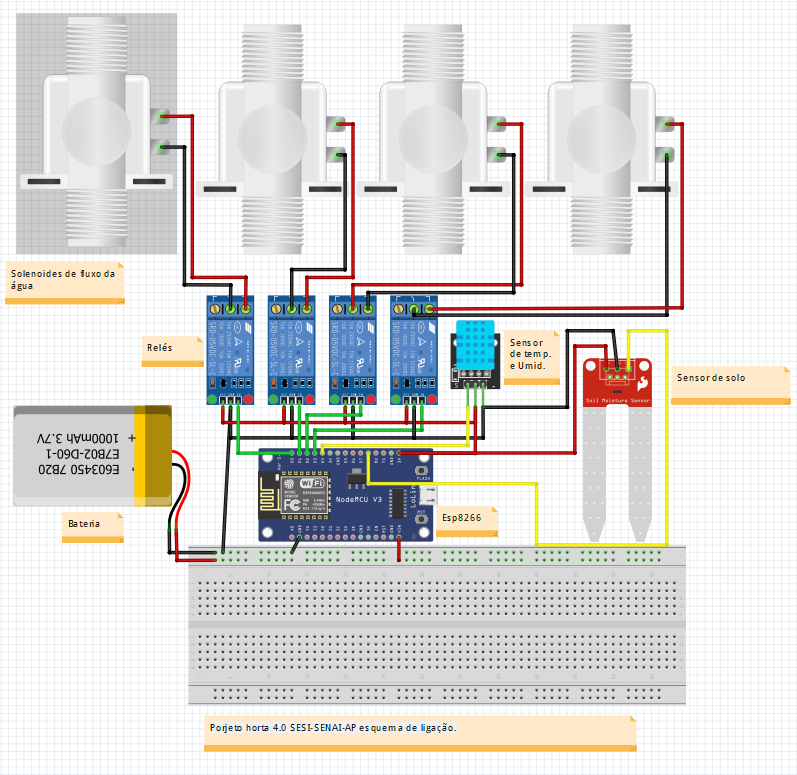 Solenoides de fluxo da
água
Relés
Sensor
de temp.
e Umid.
Sensor de solo
Soil Moisture Sensor
+ 1000mAH 3.7V
E7802-D60-1
E603450 7820
Bateria
WiFi
FCC
NodeMCU V3
LoLin
FLASH
RST
Esp8266
Porjeto horta 4.0 SESI-SENAI-AP esquema de ligação.